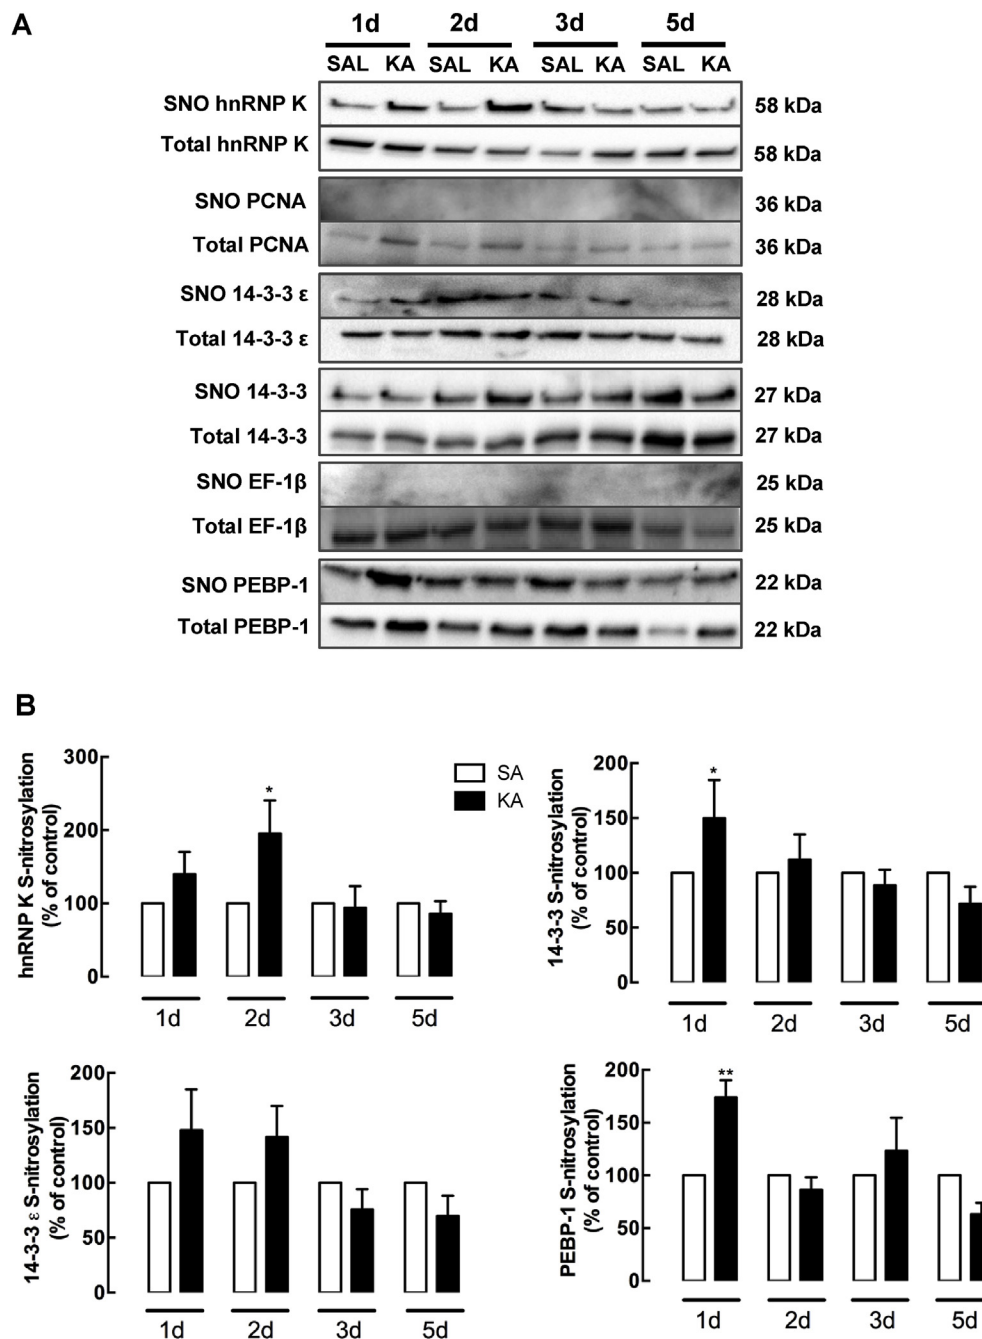 A
1d 2d 3d 5d
SAL KA SAL KA SAL KA SAL KA
SNO hnRNP K 58 kDa
Total hnRNP K 58 kDa
SNO PCNA 36 kDa
Total PCNA 36 kDa
SNO 14-3-3 ε 28 kDa
Total 14-3-3 ε 28 kDa
SNO 14-3-3 27 kDa
Total 14-3-3 27 kDa
SNO EF-1β 25 kDa
Total EF-1β 25 kDa
SNO PEBP-1 22 kDa
Total PEBP-1 22 kDa
B
hnRNP K S-nitrosylation
(% of control)
300
200
100
0
*
1d 2d 3d 5d
SA
KA
14-3-3 S-nitrosylation
(% of control)
200
150
100
50
0
*
1d 2d 3d 5d
14-3-3 ε S-nitrosylation
(% of control)
200
150
100
50
0
1d 2d 3d 5d
PEBP-1 S-nitrosylation
(% of control)
200
150
100
50
0
**
1d 2d 3d 5d